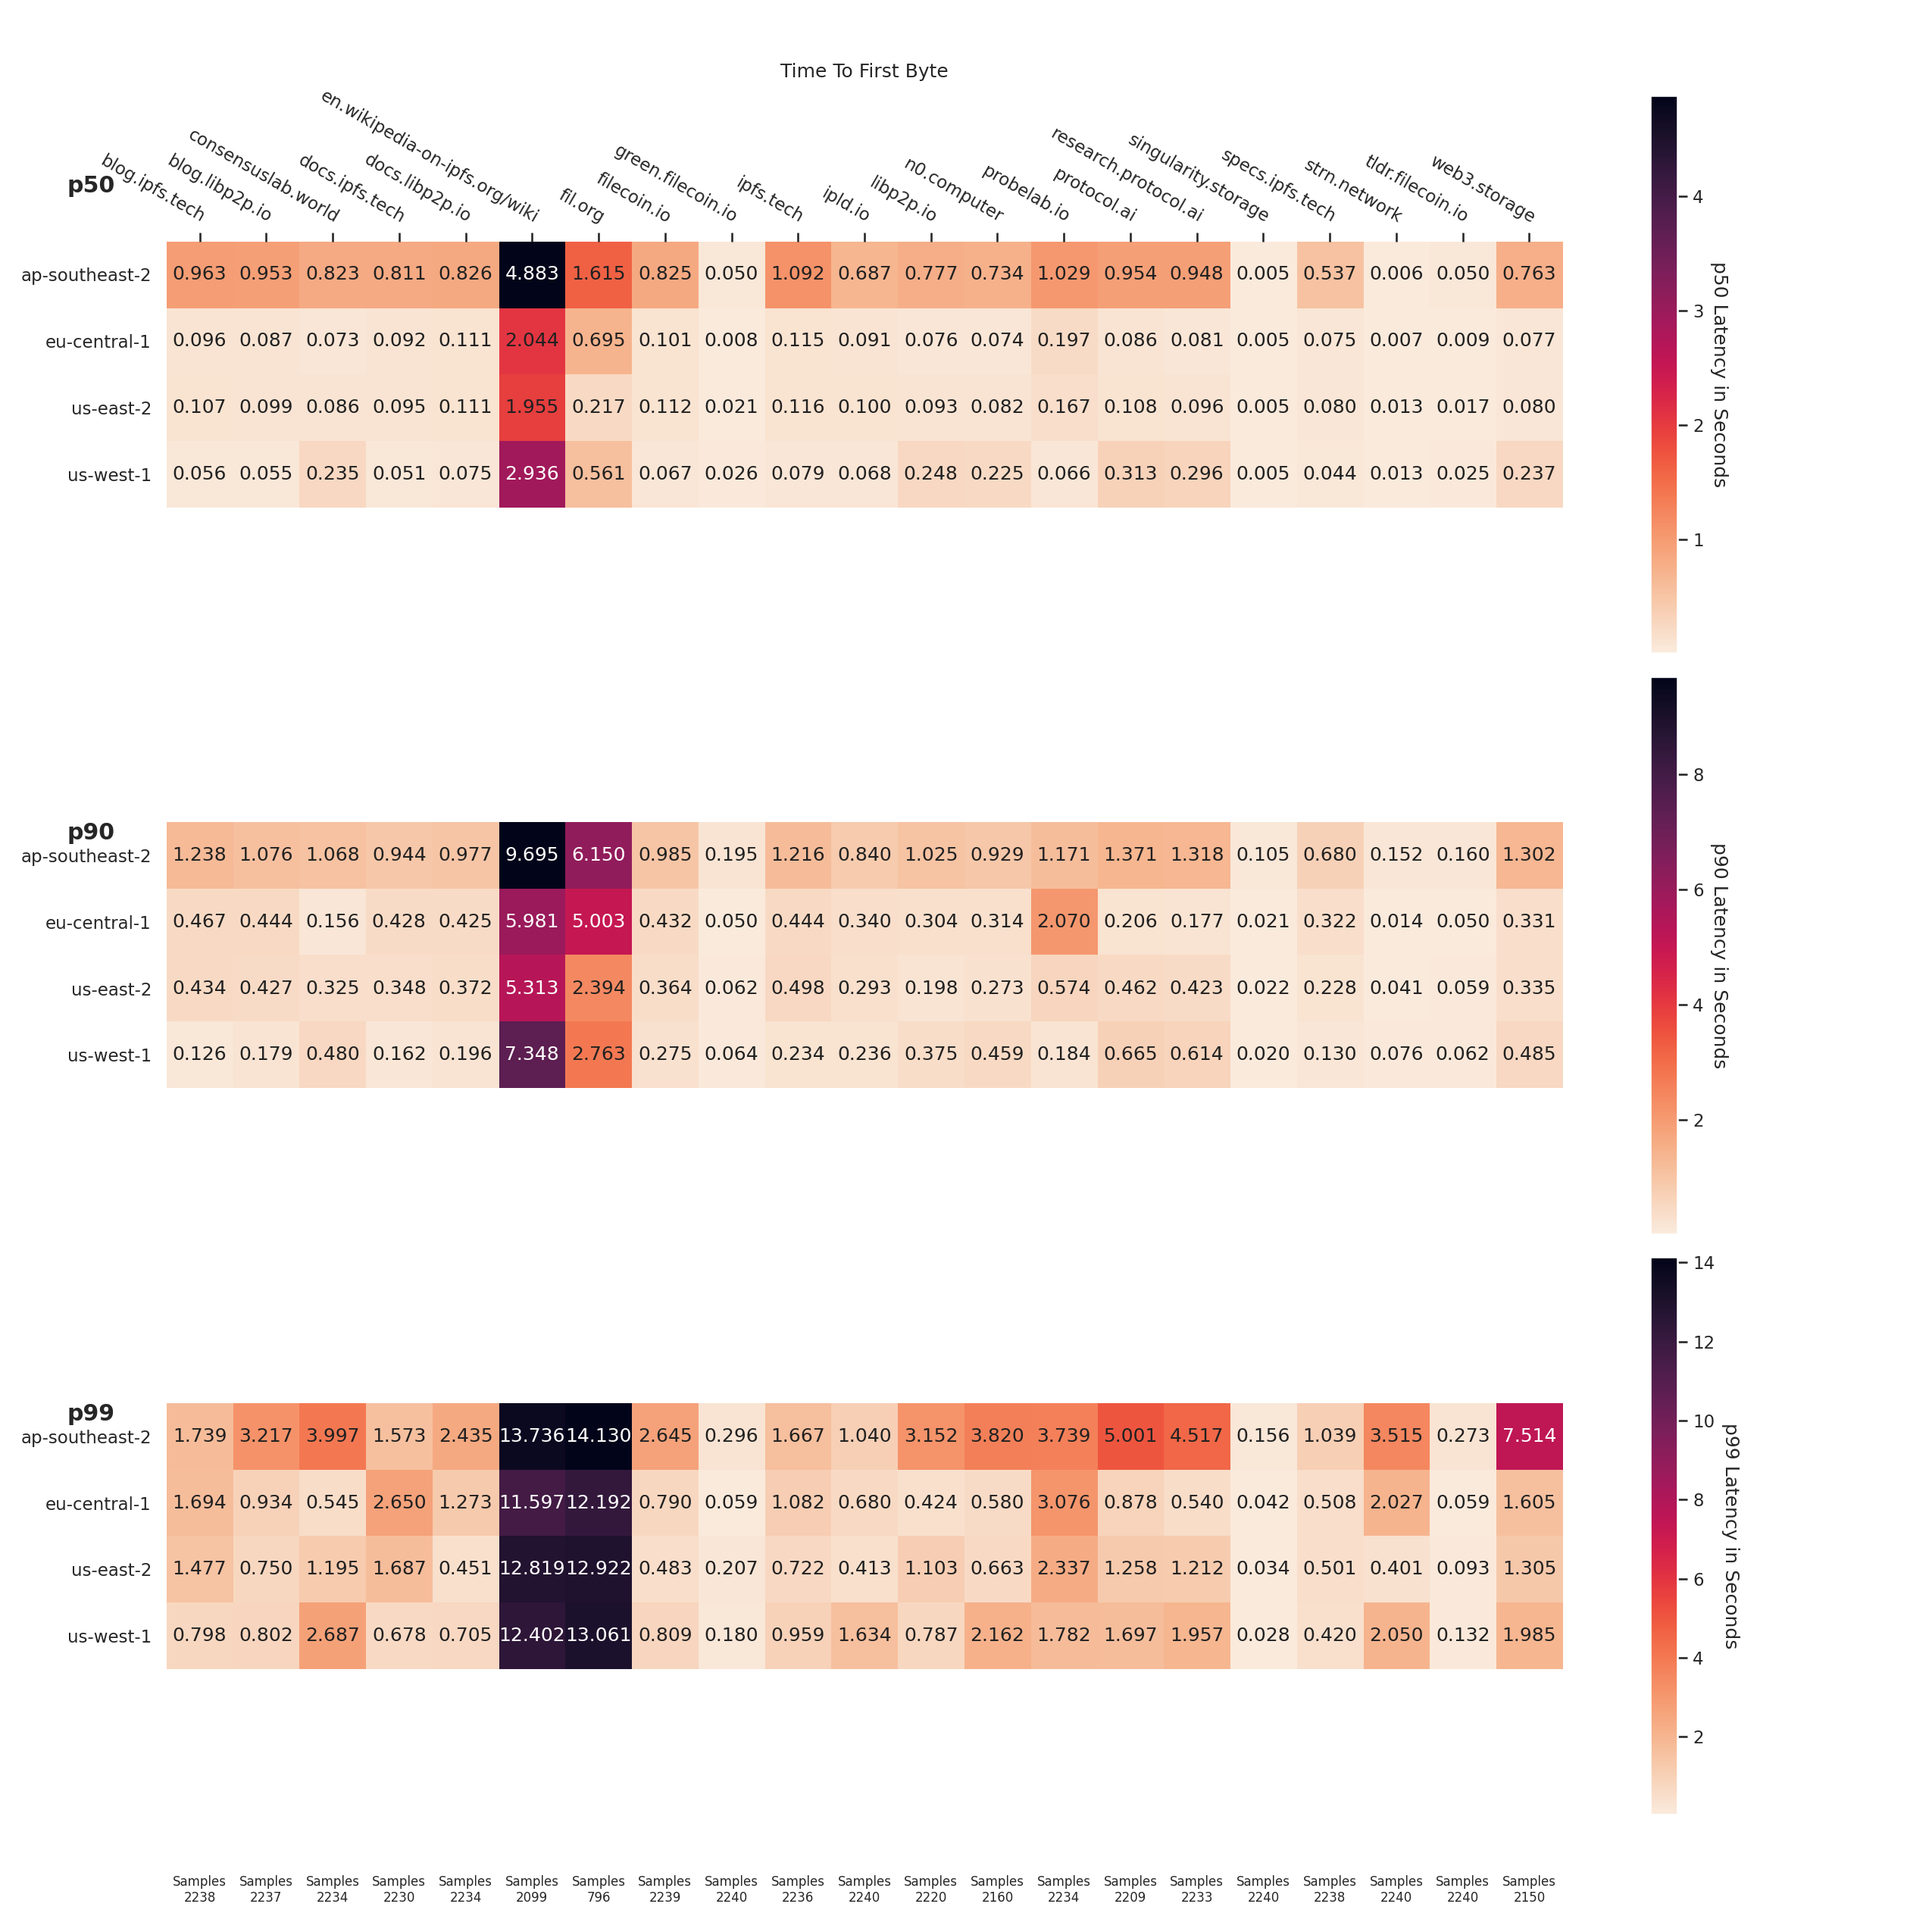 Time To First Byte
p50
blog.ipfs.tech
blog.libp2p.io
consensuslab.world
docs.ipfs.tech
docs.libp2p.io
en.wikipedia-on-ipfs.org/wiki
fil.org
filecoin.io
green.filecoin.io
ipfs.tech
ipld.io
libp2p.io
n0.computer
probelab.io
protocol.ai
research.protocol.ai
singularity.storage
specs.ipfs.tech
strn.network
tldr.filecoin.io
web3.storage
ap-southeast-2 0.963 0.953 0.823 0.811 0.826 4.883 1.615 0.825 0.050 1.092 0.687 0.777 0.734 1.029 0.954 0.948 0.005 0.537 0.006 0.050 0.763
eu-central-1 0.096 0.087 0.073 0.092 0.111 2.044 0.695 0.101 0.008 0.115 0.091 0.076 0.074 0.197 0.086 0.081 0.005 0.075 0.007 0.009 0.077
us-east-2 0.107 0.099 0.086 0.095 0.111 1.955 0.217 0.112 0.021 0.116 0.100 0.093 0.082 0.167 0.108 0.096 0.005 0.080 0.013 0.017 0.080
us-west-1 0.056 0.055 0.235 0.051 0.075 2.936 0.561 0.067 0.026 0.079 0.068 0.248 0.225 0.066 0.313 0.296 0.005 0.044 0.013 0.025 0.237
4
3
2
1
p50 Latency in Seconds
p90
ap-southeast-2 1.238 1.076 1.068 0.944 0.977 9.695 6.150 0.985 0.195 1.216 0.840 1.025 0.929 1.171 1.371 1.318 0.105 0.680 0.152 0.160 1.302
eu-central-1 0.467 0.444 0.156 0.428 0.425 5.981 5.003 0.432 0.050 0.444 0.340 0.304 0.314 2.070 0.206 0.177 0.021 0.322 0.014 0.050 0.331
us-east-2 0.434 0.427 0.325 0.348 0.372 5.313 2.394 0.364 0.062 0.498 0.293 0.198 0.273 0.574 0.462 0.423 0.022 0.228 0.041 0.059 0.335
us-west-1 0.126 0.179 0.480 0.162 0.196 7.348 2.763 0.275 0.064 0.234 0.236 0.375 0.459 0.184 0.665 0.614 0.020 0.130 0.076 0.062 0.485
8
6
4
2
p90 Latency in Seconds
p99
ap-southeast-2 1.739 3.217 3.997 1.573 2.435 13.736 14.130 2.645 0.296 1.667 1.040 3.152 3.820 3.739 5.001 4.517 0.156 1.039 3.515 0.273 7.514
eu-central-1 1.694 0.934 0.545 2.650 1.273 11.597 12.192 0.790 0.059 1.082 0.680 0.424 0.580 3.076 0.878 0.540 0.042 0.508 2.027 0.059 1.605
us-east-2 1.477 0.750 1.195 1.687 0.451 12.819 12.922 0.483 0.207 0.722 0.413 1.103 0.663 2.337 1.258 1.212 0.034 0.501 0.401 0.093 1.305
us-west-1 0.798 0.802 2.687 0.678 0.705 12.402 13.061 0.809 0.180 0.959 1.634 0.787 2.162 1.782 1.697 1.957 0.028 0.420 2.050 0.132 1.985
14
12
10
8
6
4
2
p99 Latency in Seconds
Samples Samples Samples Samples Samples Samples Samples Samples Samples Samples Samples Samples Samples Samples Samples Samples Samples Samples Samples Samples Samples
2238 2237 2234 2230 2234 2099 796 2239 2240 2236 2240 2220 2160 2234 2209 2233 2240 2238 2240 2240 2150